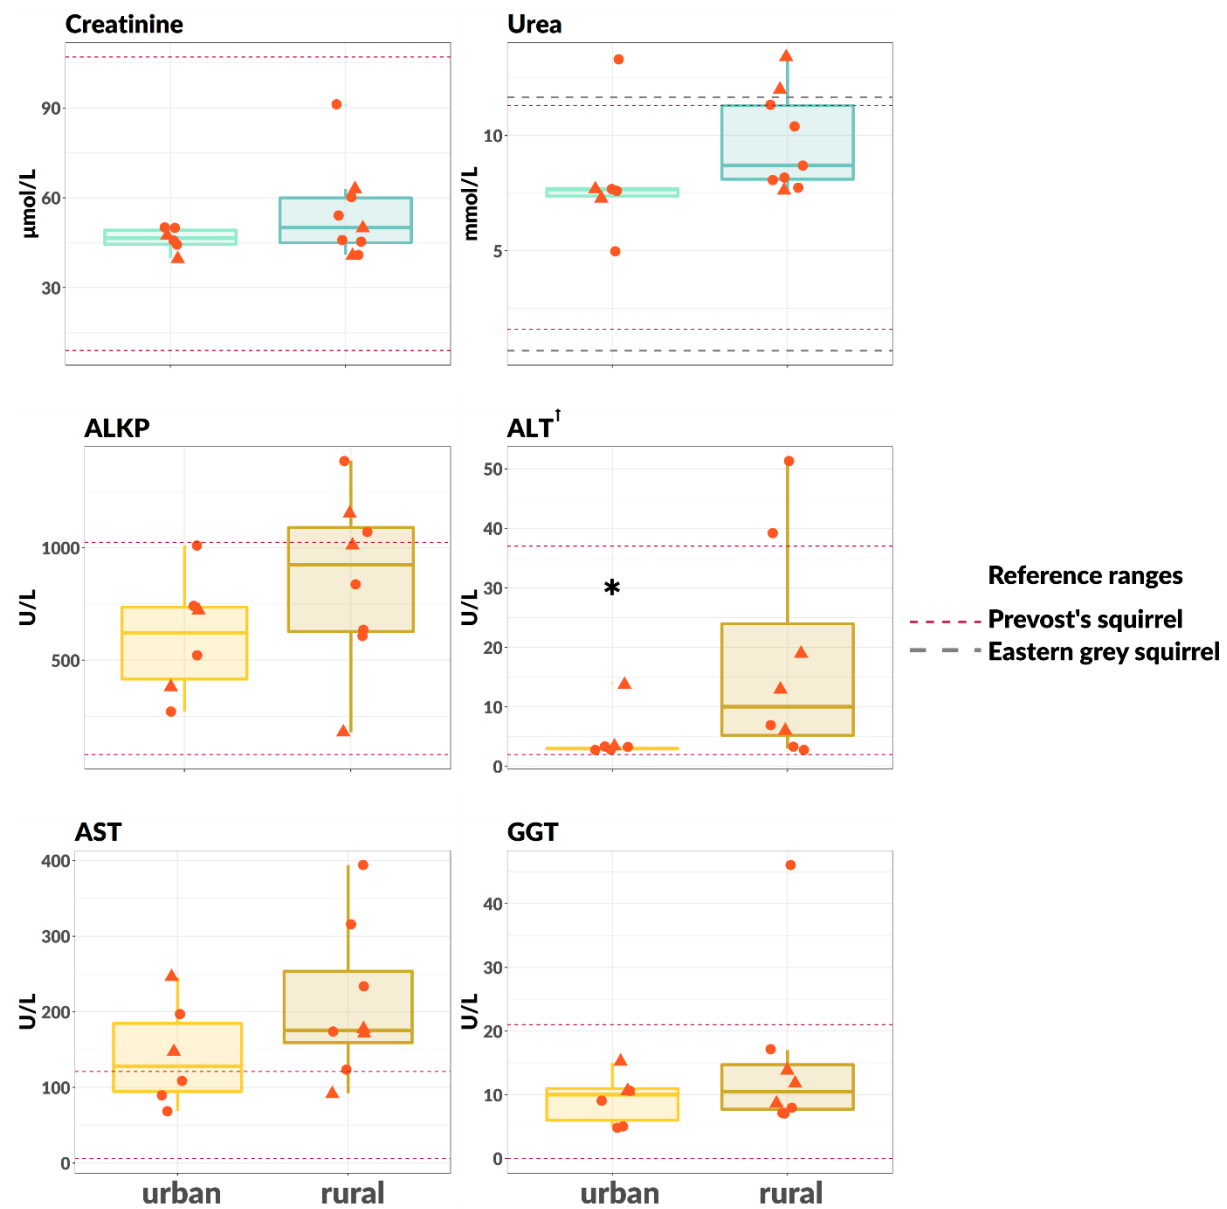 Creatinine
Urea
µmol/L
90
60
30
mmol/L
10
5
ALKP
ALT†
U/L
1000
500
U/L
50
40
30
20
10
0
*
Reference ranges
Prevost's squirrel
Eastern grey squirrel
AST
GGT
U/L
400
300
200
100
0
U/L
40
30
20
10
0
urban rural
urban rural